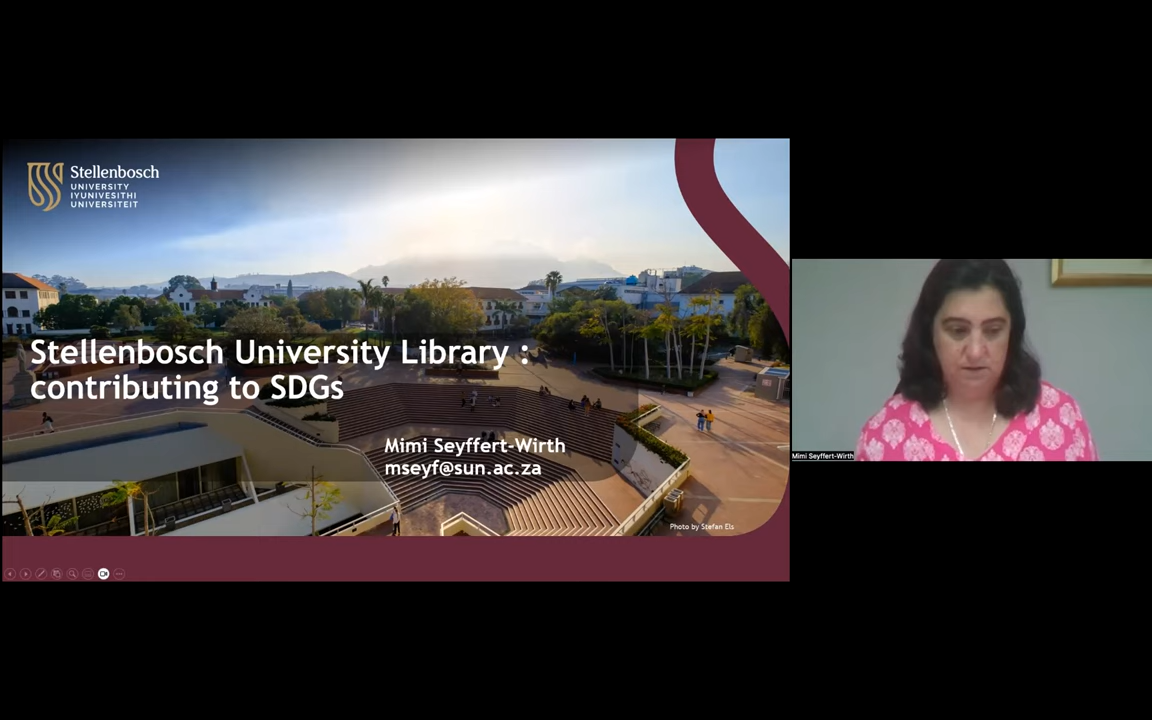 Stellenbosch
UNIVERSITY
IYUNIVESITHI
UNIVERSITEIT
Stellenbosch University Library :
contributing to SDGs
Mimi Seyffert-Wirth
mseyf@sun.ac.za
Photo by Stefan Els
Mimi Seyffert-Wirth